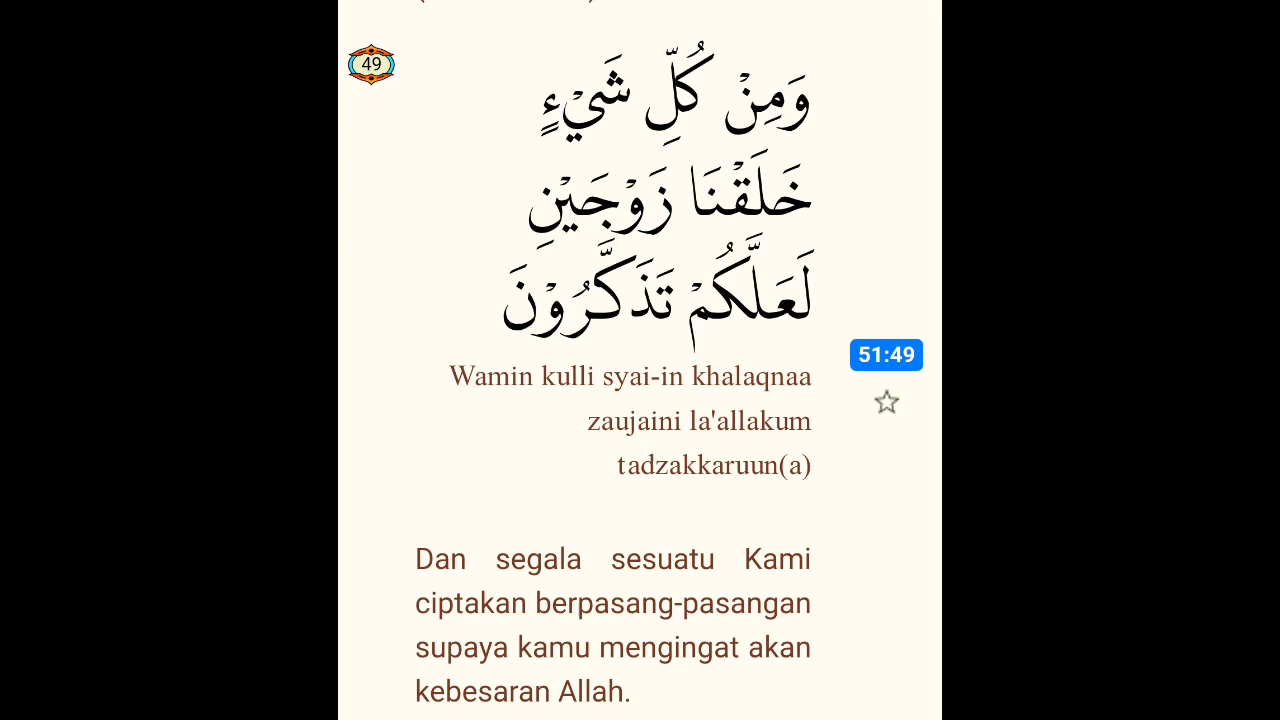 49
وَمِنْ كُلِّ شَيْءٍ
خَلَقْنَا زَوْجَيْنِ
لَعَلَّكُمْ تَذَكَّرُوْنَ
51:49
Wamin kulli syai-in khalaqnaa
zaujaini la'allakum
tadzakkaruun(a)
Dan segala sesuatu Kami
ciptakan berpasang-pasangan
supaya kamu mengingat akan
kebesaran Allah.